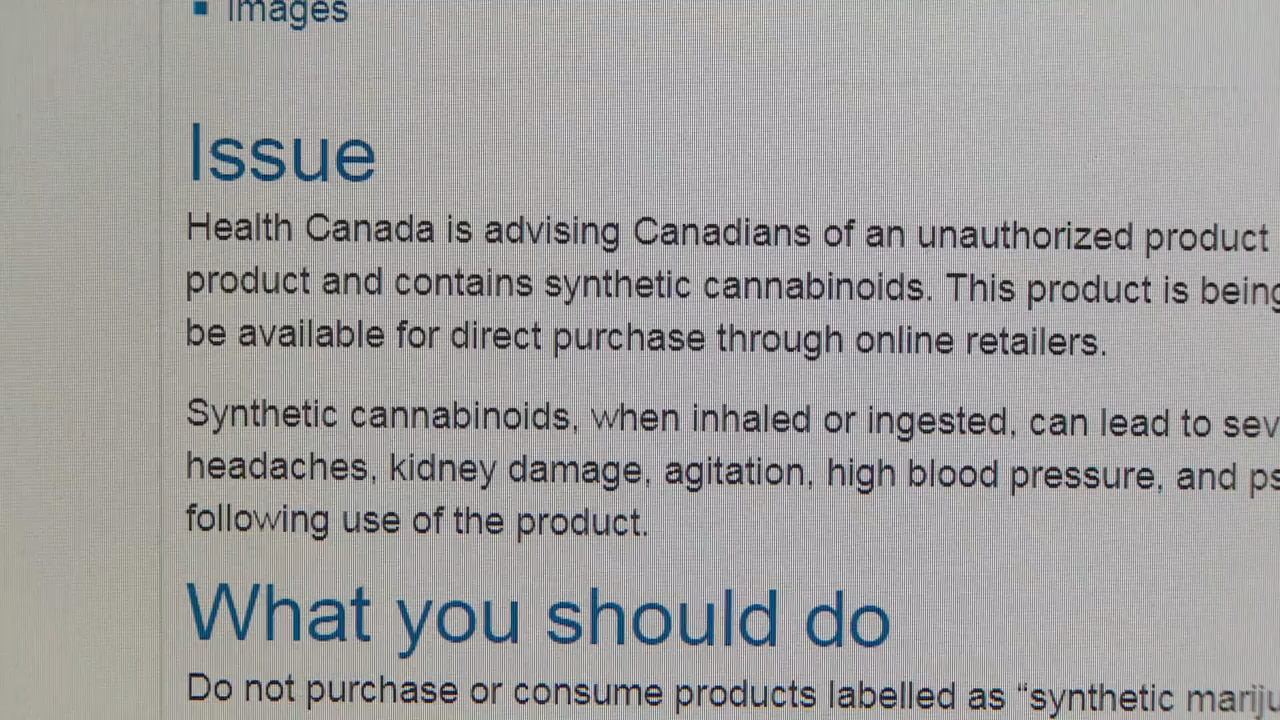 Images
Issue
Health Canada is advising Canadians of an unauthorized product
product and contains synthetic cannabinoids. This product is being
be available for direct purchase through online retailers.
Synthetic cannabinoids, when inhaled or ingested, can lead to
headaches, kidney damage, agitation, high blood pressure, and
following use of the product.
What you should do
Do not purchase or consume products labelled as “synthetic